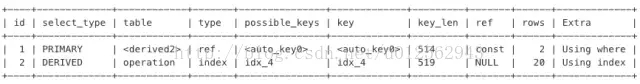 +----+-------------+------------+-------+---------------+-------------+---------+-------+------+-------------+
| id | select_type | table      | type  | possible_keys | key         | key_len | ref   | rows | Extra       |
+----+-------------+------------+-------+---------------+-------------+---------+-------+------+-------------+
| 1 | PRIMARY     | <derived2> | ref   | <auto_key0>   | <auto_key0> | 514     | const | 2 | Using where |
| 2 | DERIVED     | operation  | index | idx_4         | idx_4       | 519     | NULL  | 20 | Using index |
+----+-------------+------------+-------+---------------+-------------+---------+-------+------+-------------+